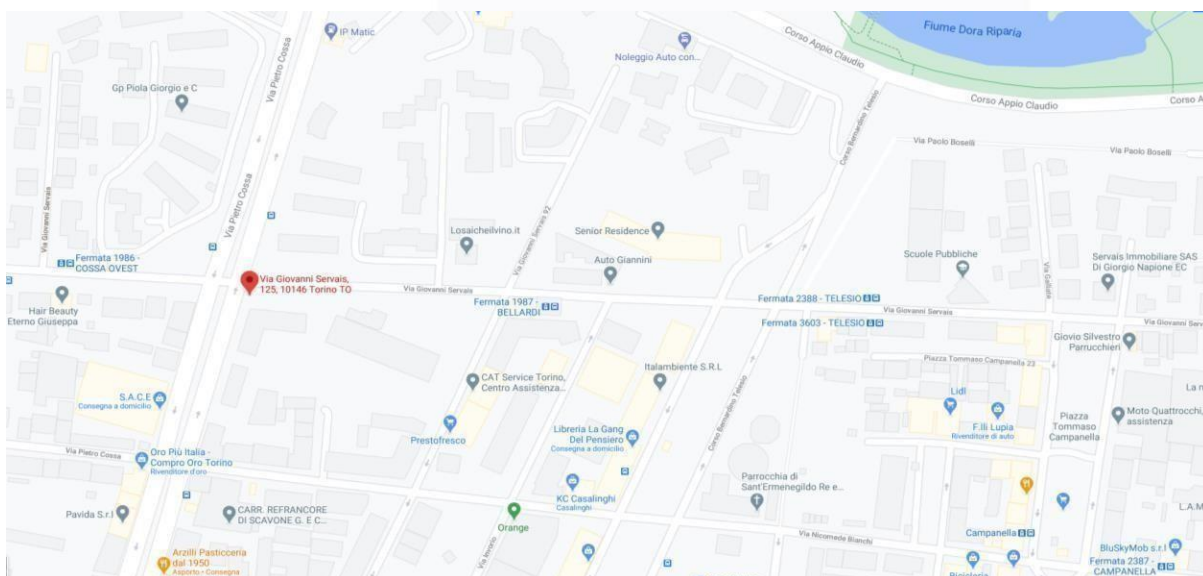 Fiume Dora Riparia
IP Matic
Corso Appio Claudio
Noleggio Auto con...
Via Pietro Cossa
Gp Piola Giorgio e C
Corso Appio Claudio
Corso A
Corso Bernardino Telesio
Via Paolo Boselli
Via Paolo Boselli
Via Pietro Cossa
Via Giovanni Servais
Via Giovanni Servais 92
Losaicheilvino.it
Senior Residence
Auto Giannini
Scuole Pubbliche
Servais Immobiliare SAS
Di Giorgio Napione EC
Fermata 1986 -
COSSA OVEST
Via Giovanni Servais,
125, 10146 Torino TO
Via Giovanni Servais
Fermata 1987 -
BELLARDI
Fermata 2388 - TELESIO
Via Giovanni Servais
Fermata 3603 - TELESIO
Via Giovanni Serv
Hair Beauty
Eterno Giuseppa
Giovio Silvestro
Parrucchieri
Piazza Tommaso Campanella 23
Italambiente S.R.L
CAT Service Torino,
Centro Assistenza...
S.A.C.E
Consegna a domicilio
Lidl
F.lli Lupia
Rivenditore di auto
Piazza
Tommaso
Campanella
Moto Quattrocchi,
assistenza
La m
Prestofresco
Libreria La Gang
Del Pensiero
Consegna a domicilio
Corso Bernardino Telesio
Via Pietro Cossa
Oro Più Italia -
Compro Oro Torino
Rivenditore d'oro
Parrocchia di
Sant'Ermenegildo Re e...
KC Casalinghi
Casalinghi
Pavida S.r.l
CARR. REFRANCORE
DI SCAVONE G. E C...
Orange
L.A.M
Via Nicomede Bianchi
Campanella
BluSkyMob s.r.l
Arzilli Pasticceria
dal 1950
Asporto • Consegna
Fermata 2387 -
CAMPANELLA